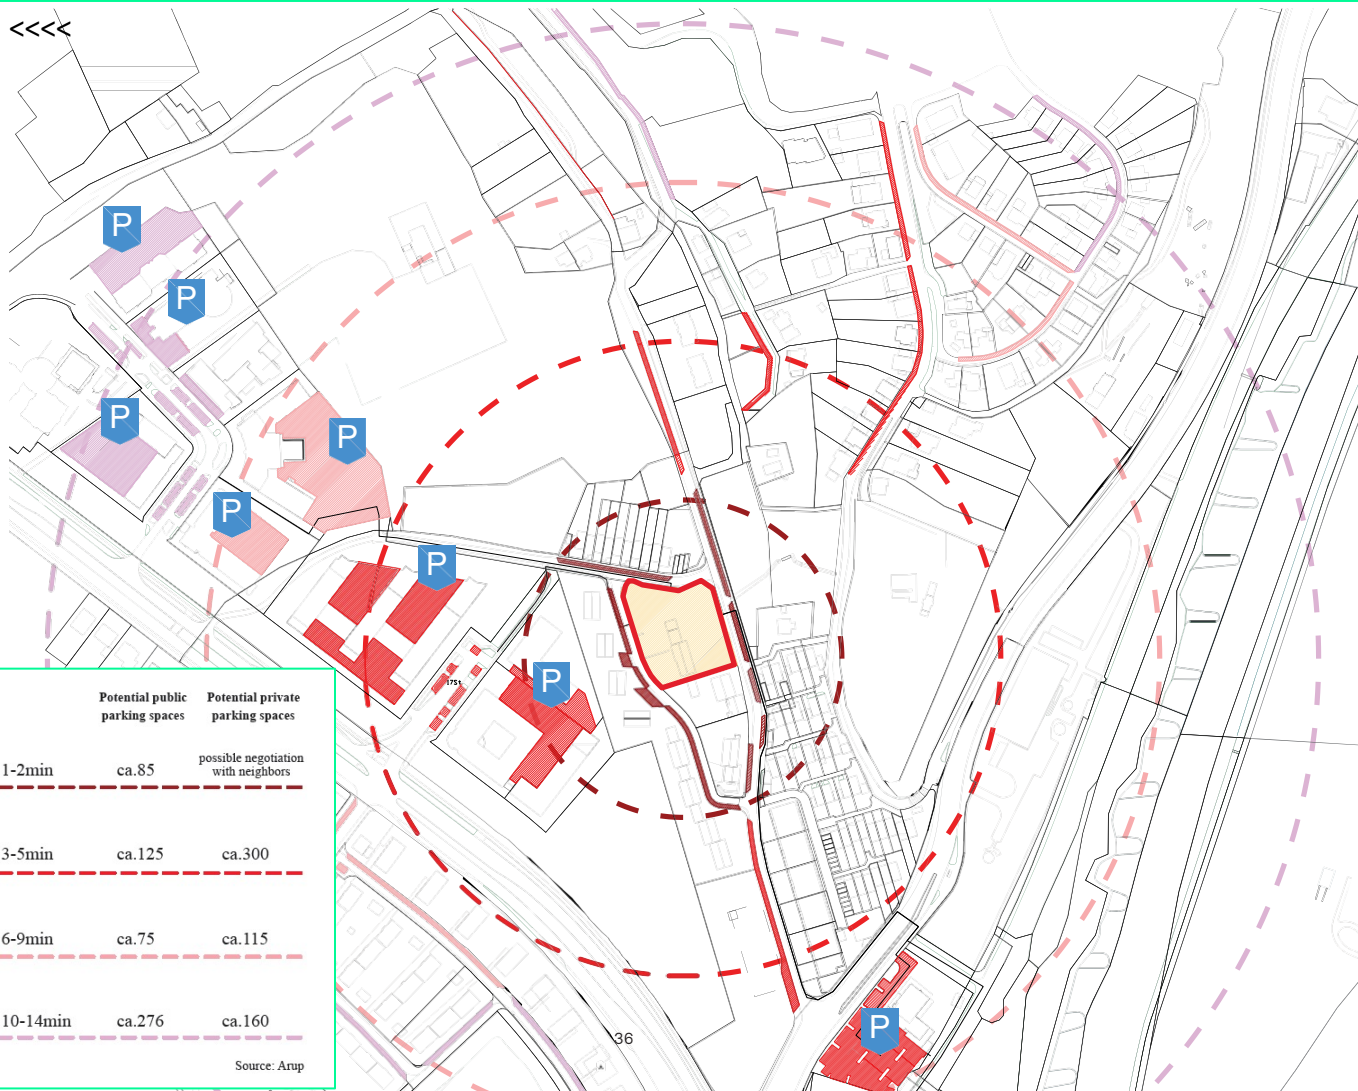 <<<<
P
P
P
P
P
P
P
175+
Potential public Potential private
parking spaces parking spaces
1-2min ca.85 possible negotiation
with neighbors
3-5min ca.125 ca.300
6-9min ca.75 ca.115
10-14min ca.276 ca.160
Source: Arup
36
P